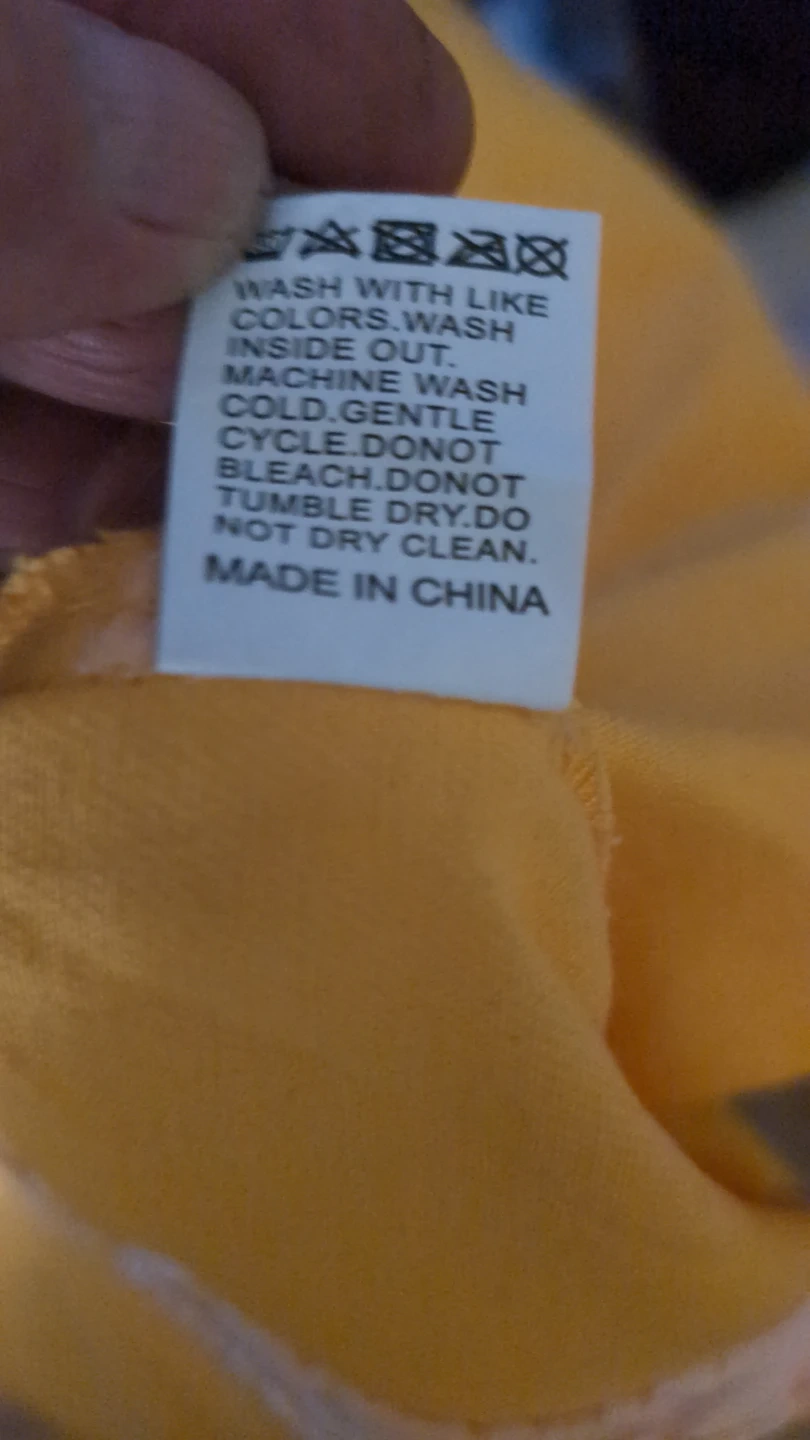 WASH WITH LIKE
COLORS.WASH
INSIDE OUT.
MACHINE WASH
COLD.GENTLE
CYCLE.DONOT
BLEACH.DONOT
TUMBLE DRY.DO
NOT DRY CLEAN.
MADE IN CHINA